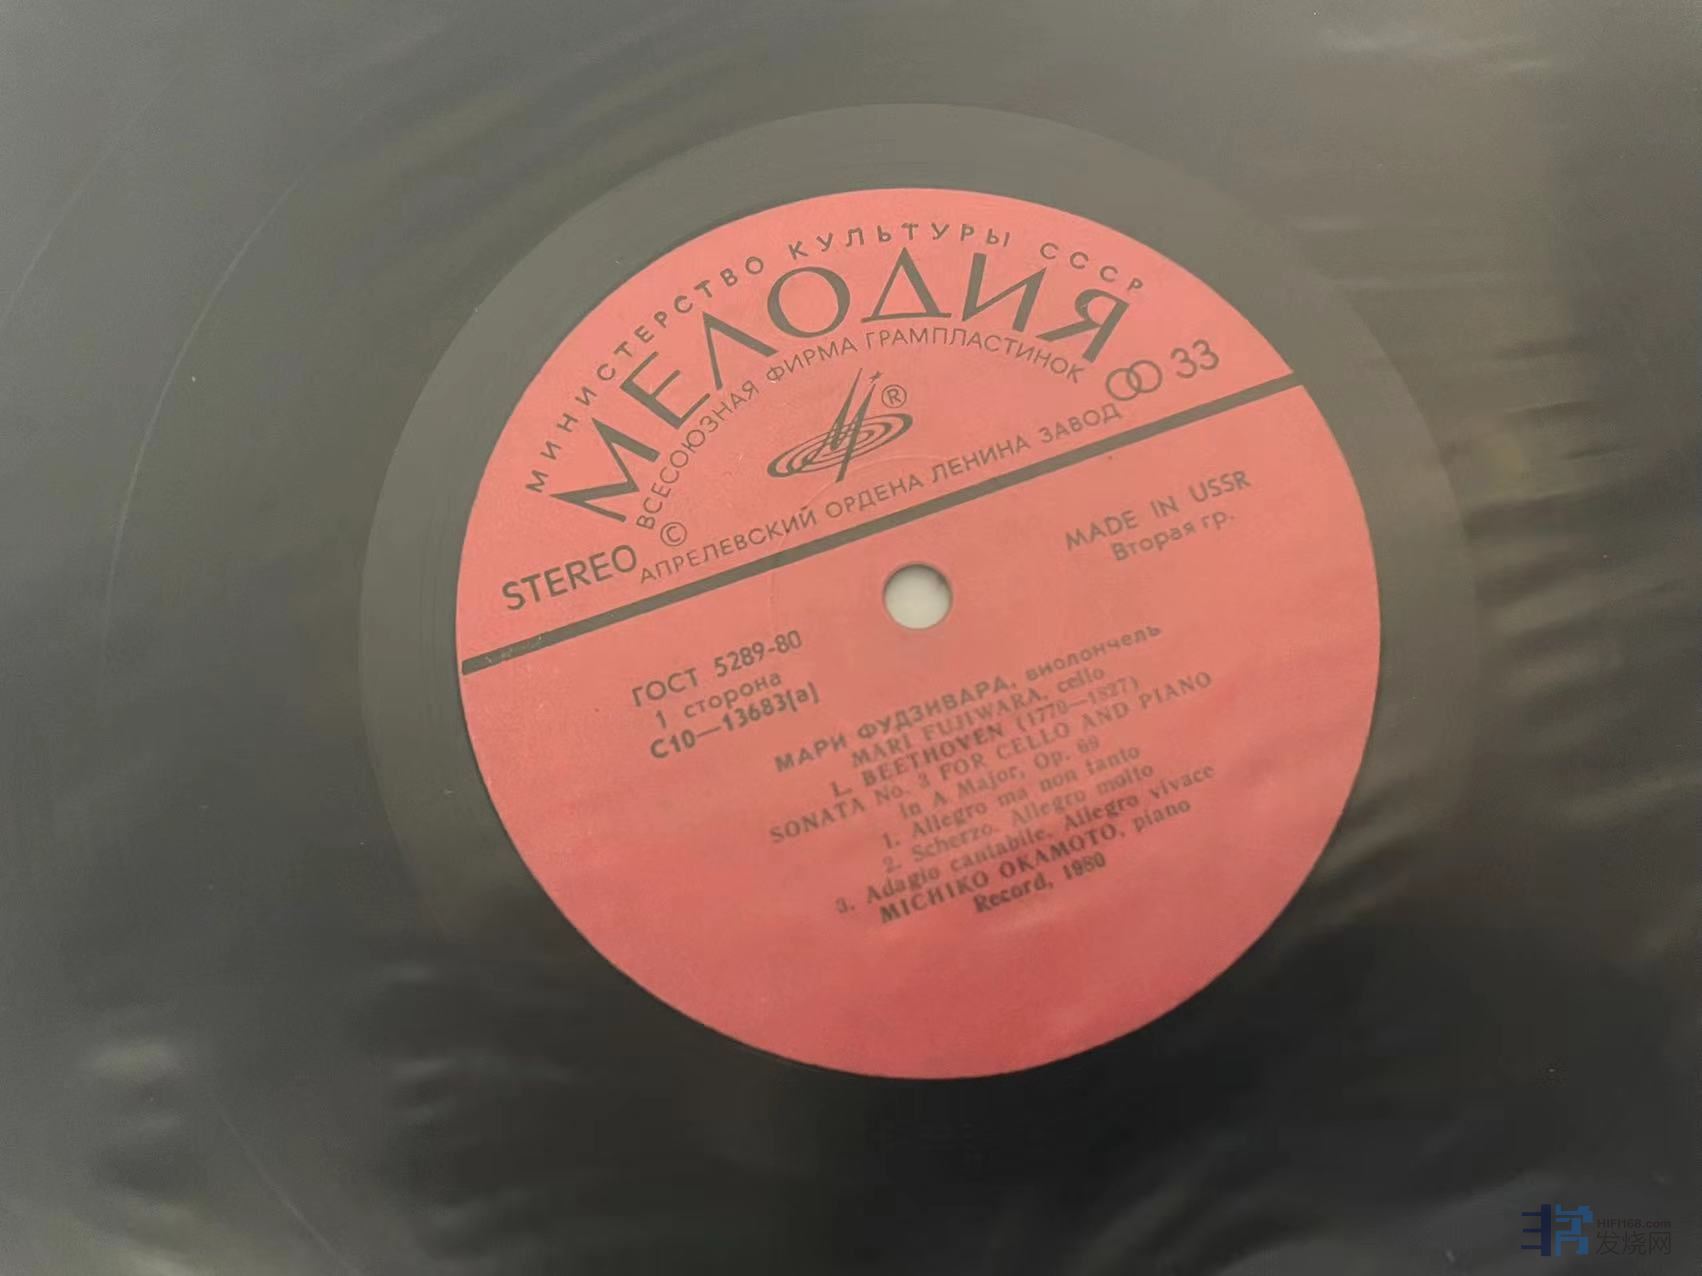 МИНИСТЕРСТВО КУЛЬТУРЫ СССР
МЕЛОДИЯ
ВСЕСОЮЗНАЯ ФИРМА ГРАМПЛАСТИНОК
®
©
STEREO
33
АПРЕЛЕВСКИЙ ОРДЕНА ЛЕНИНА ЗАВОД
MADE IN USSR
Вторая гр.
ГОСТ 5289-80
1 сторона
С10—13683(а)
МАРИ ФУДЗИВАРА, виолончель
MARI FUJIWARA, cello
L. BEETHOVEN (1770—1827)
SONATA No. 3 FOR CELLO AND PIANO
in A Major, Op. 69
1. Allegro ma non tanto
2. Scherzo. Allegro molto
3. Adagio cantabile. Allegro vivace
MICHIKO OKAMOTO, piano
Record, 1980
HIFI168.com
发烧网